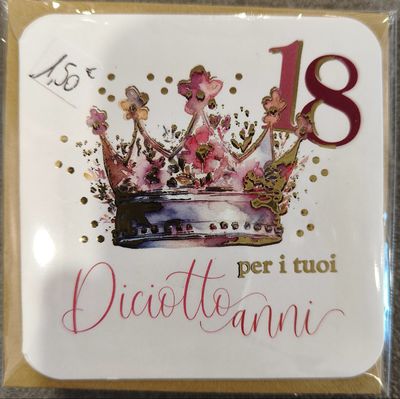 1,50 €
18
per i tuoi
Diciotto
anni